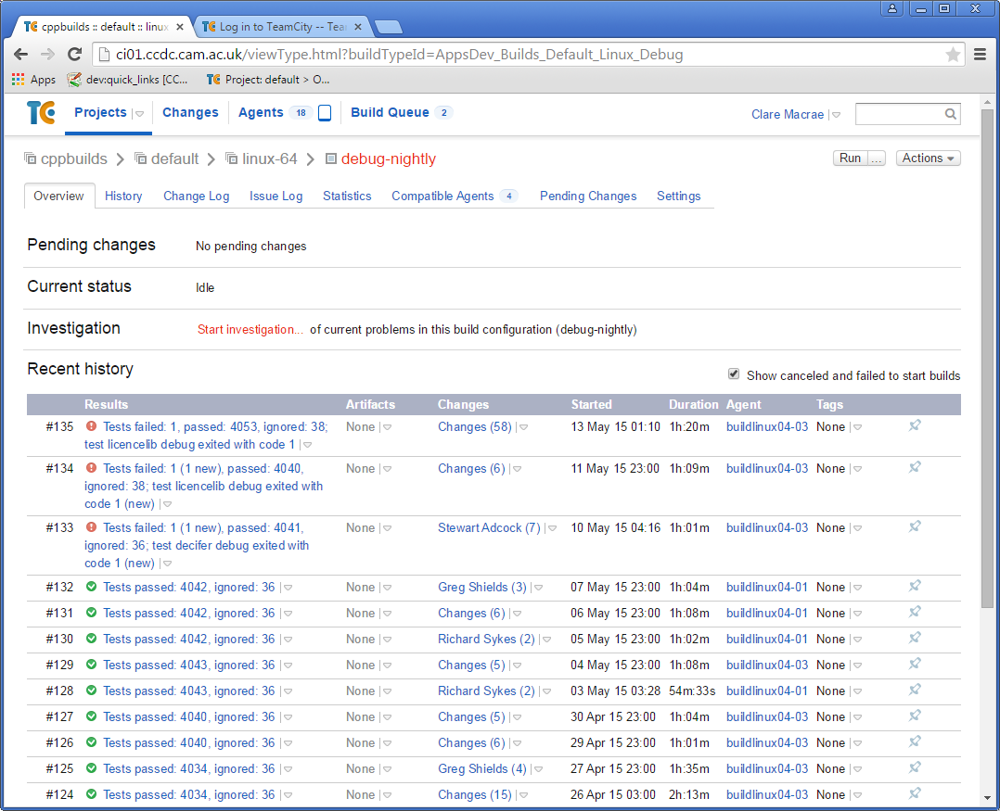 cppbuilds :: default :: linux
Log in to TeamCity -- Tea
ci01.ccdc.cam.ac.uk/viewType.html?buildTypeId=AppsDev_Builds_Default_Linux_Debug
Apps dev:quick_links [CC... Project: default > O...
TC Projects Changes Agents 18 Build Queue 2 Clare Macrae
cppbuilds default linux-64 debug-nightly Run ... Actions
Overview History Change Log Issue Log Statistics Compatible Agents 4 Pending Changes Settings
Pending changes No pending changes
Current status Idle
Investigation Start investigation... of current problems in this build configuration (debug-nightly)
Recent history Show canceled and failed to start builds
Results Artifacts Changes Started Duration Agent Tags
#135 Tests failed: 1, passed: 4053, ignored: 38; None Changes (58) 13 May 15 01:10 1h:20m buildlinux04-03 None
test licencelib debug exited with code 1
#134 Tests failed: 1 (1 new), passed: 4040, None Changes (6) 11 May 15 23:00 1h:09m buildlinux04-03 None
ignored: 38; test licencelib debug exited with
code 1 (new)
#133 Tests failed: 1 (1 new), passed: 4041, None Stewart Adcock (7) 10 May 15 04:16 1h:01m buildlinux04-03 None
ignored: 36; test decifer debug exited with
code 1 (new)
#132 Tests passed: 4042, ignored: 36 None Greg Shields (3) 07 May 15 23:00 1h:04m buildlinux04-01 None
#131 Tests passed: 4042, ignored: 36 None Changes (6) 06 May 15 23:00 1h:08m buildlinux04-01 None
#130 Tests passed: 4042, ignored: 36 None Richard Sykes (2) 05 May 15 23:00 1h:02m buildlinux04-01 None
#129 Tests passed: 4043, ignored: 36 None Changes (5) 04 May 15 23:00 1h:08m buildlinux04-03 None
#128 Tests passed: 4043, ignored: 36 None Richard Sykes (2) 03 May 15 03:28 54m:33s buildlinux04-01 None
#127 Tests passed: 4040, ignored: 36 None Changes (5) 30 Apr 15 23:00 1h:04m buildlinux04-03 None
#126 Tests passed: 4040, ignored: 36 None Changes (6) 29 Apr 15 23:00 1h:01m buildlinux04-03 None
#125 Tests passed: 4034, ignored: 36 None Greg Shields (4) 27 Apr 15 23:00 1h:35m buildlinux04-03 None
#124 Tests passed: 4034, ignored: 36 None Changes (15) 26 Apr 15 03:00 2h:13m buildlinux04-03 None